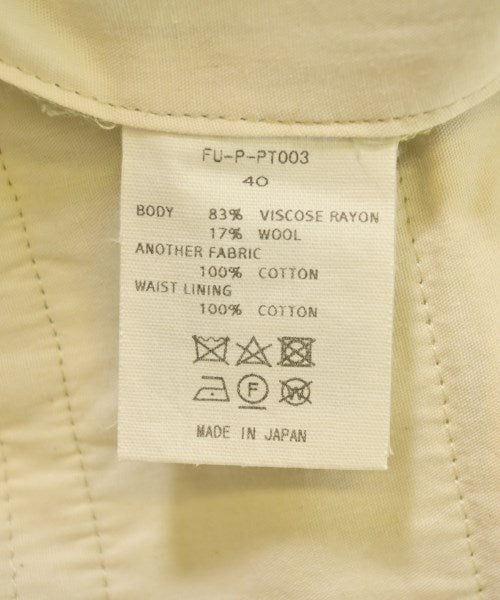 FU-P-PT003
40
BODY 83% VISCOSE RAYON
17% WOOL
ANOTHER FABRIC
100% COTTON
WAIST LINING
100% COTTON
F W
MADE IN JAPAN